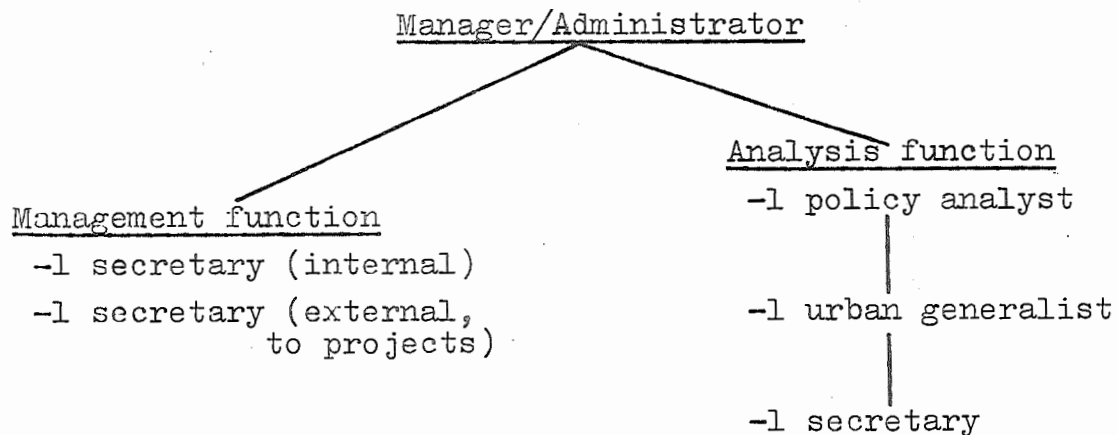 Manager/Administrator
Management function
-1 secretary (internal)
-1 secretary (external,
to projects)
Analysis function
-1 policy analyst
-1 urban generalist
-1 secretary